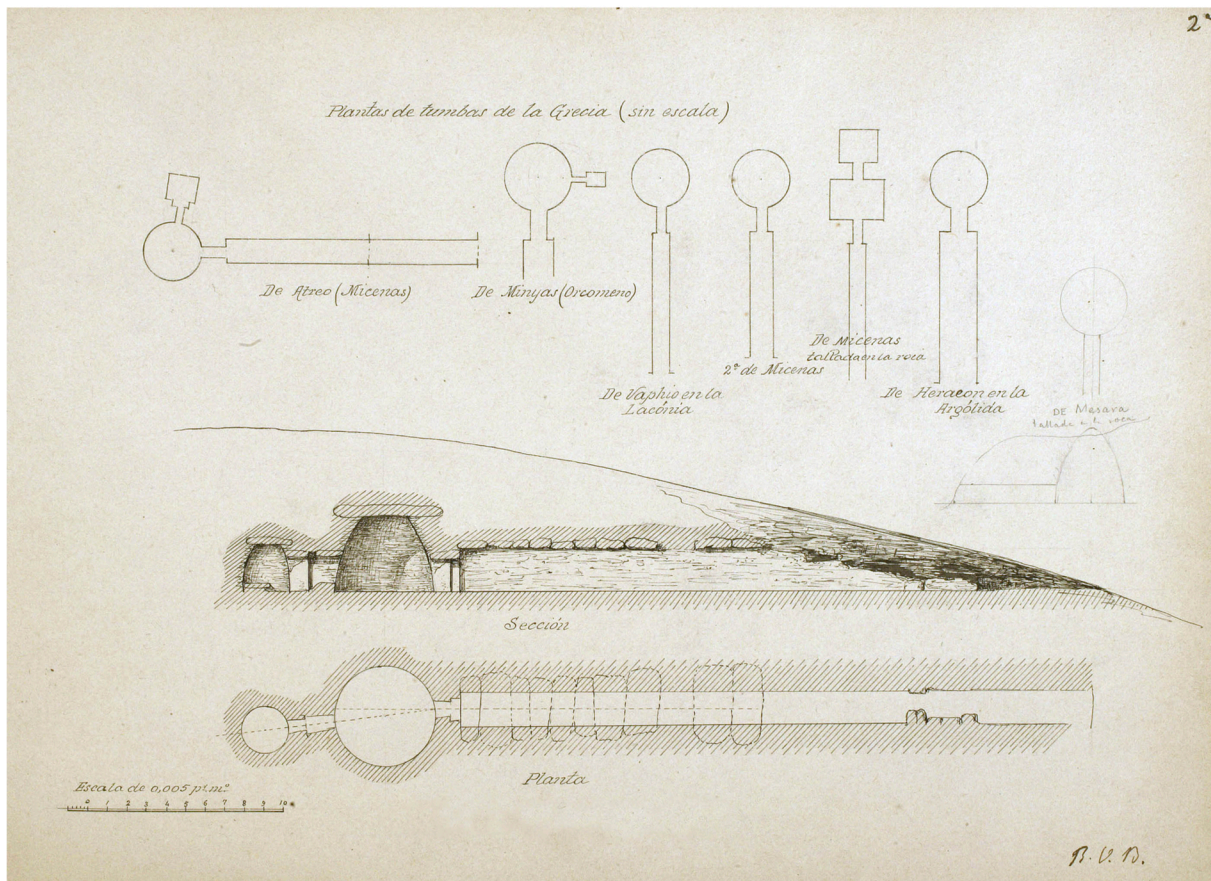 2
Plantas de tumbas de la Grecia (sin escala)
De Atreo (Micenas)
De Minyas (Orcomeno)
De Vaphio en la
Lacónia
2ª de Micenas
De Micenas
tallada en la roca
De Heraeon en la
Argólida
DE Masara
tallada
Sección
Planta
Escala de 0,005 p.r m.o
0 1 2 3 4 5 6 7 8 9 10
B. V. B.